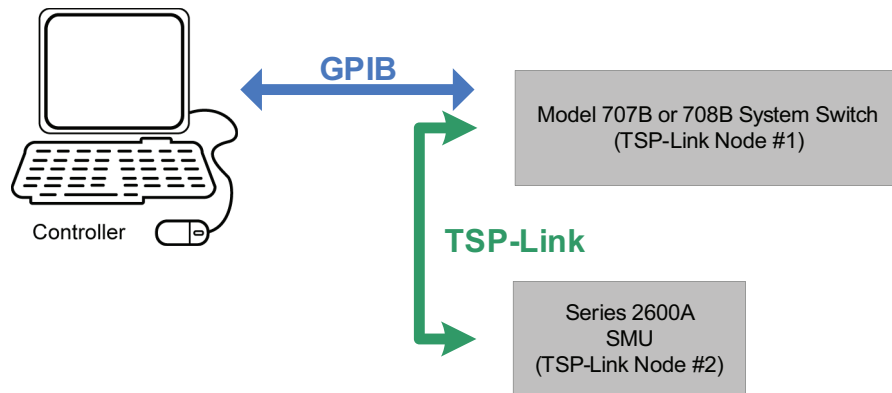 GPIB
Model 707B or 708B System Switch
(TSP-Link Node #1)
Controller
TSP-Link
Series 2600A
SMU
(TSP-Link Node #2)